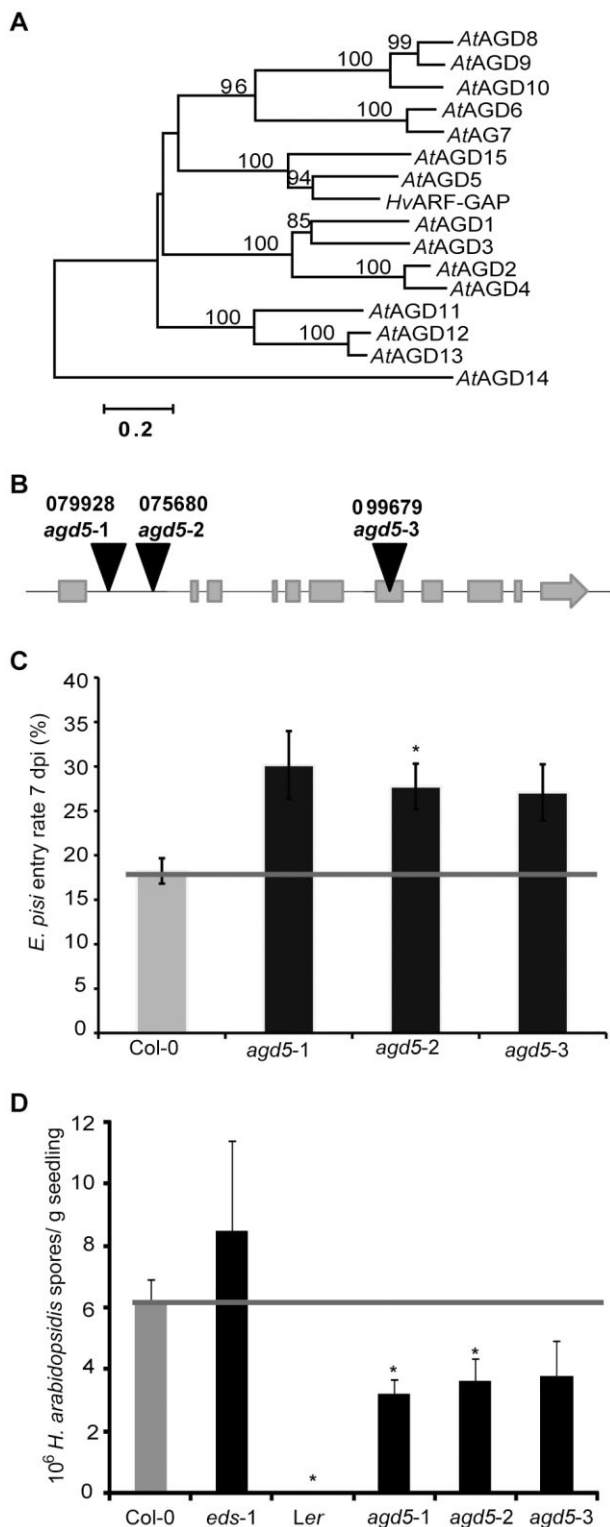 A
99
AtAGD8
100
AtAGD9
AtAGD10
96
AtAGD6
100
AtAG7
AtAGD15
100
94
AtAGD5
HvARF-GAP
85
AtAGD1
100
AtAGD3
100
AtAGD2
AtAGD4
AtAGD11
100
AtAGD12
100
AtAGD13
AtAGD14
0.2
B
079928 075680 099679
agd5-1 agd5-2 agd5-3
C
E. pisi entry rate 7 dpi (%)
40
35
30
25
20
15
10
5
0
*
Col-0 agd5-1 agd5-2 agd5-3
D
10⁶ H. arabidopsidis spores/ g seedling
12
10
8
6
4
2
0
* * *
Col-0 eds-1 Ler agd5-1 agd5-2 agd5-3